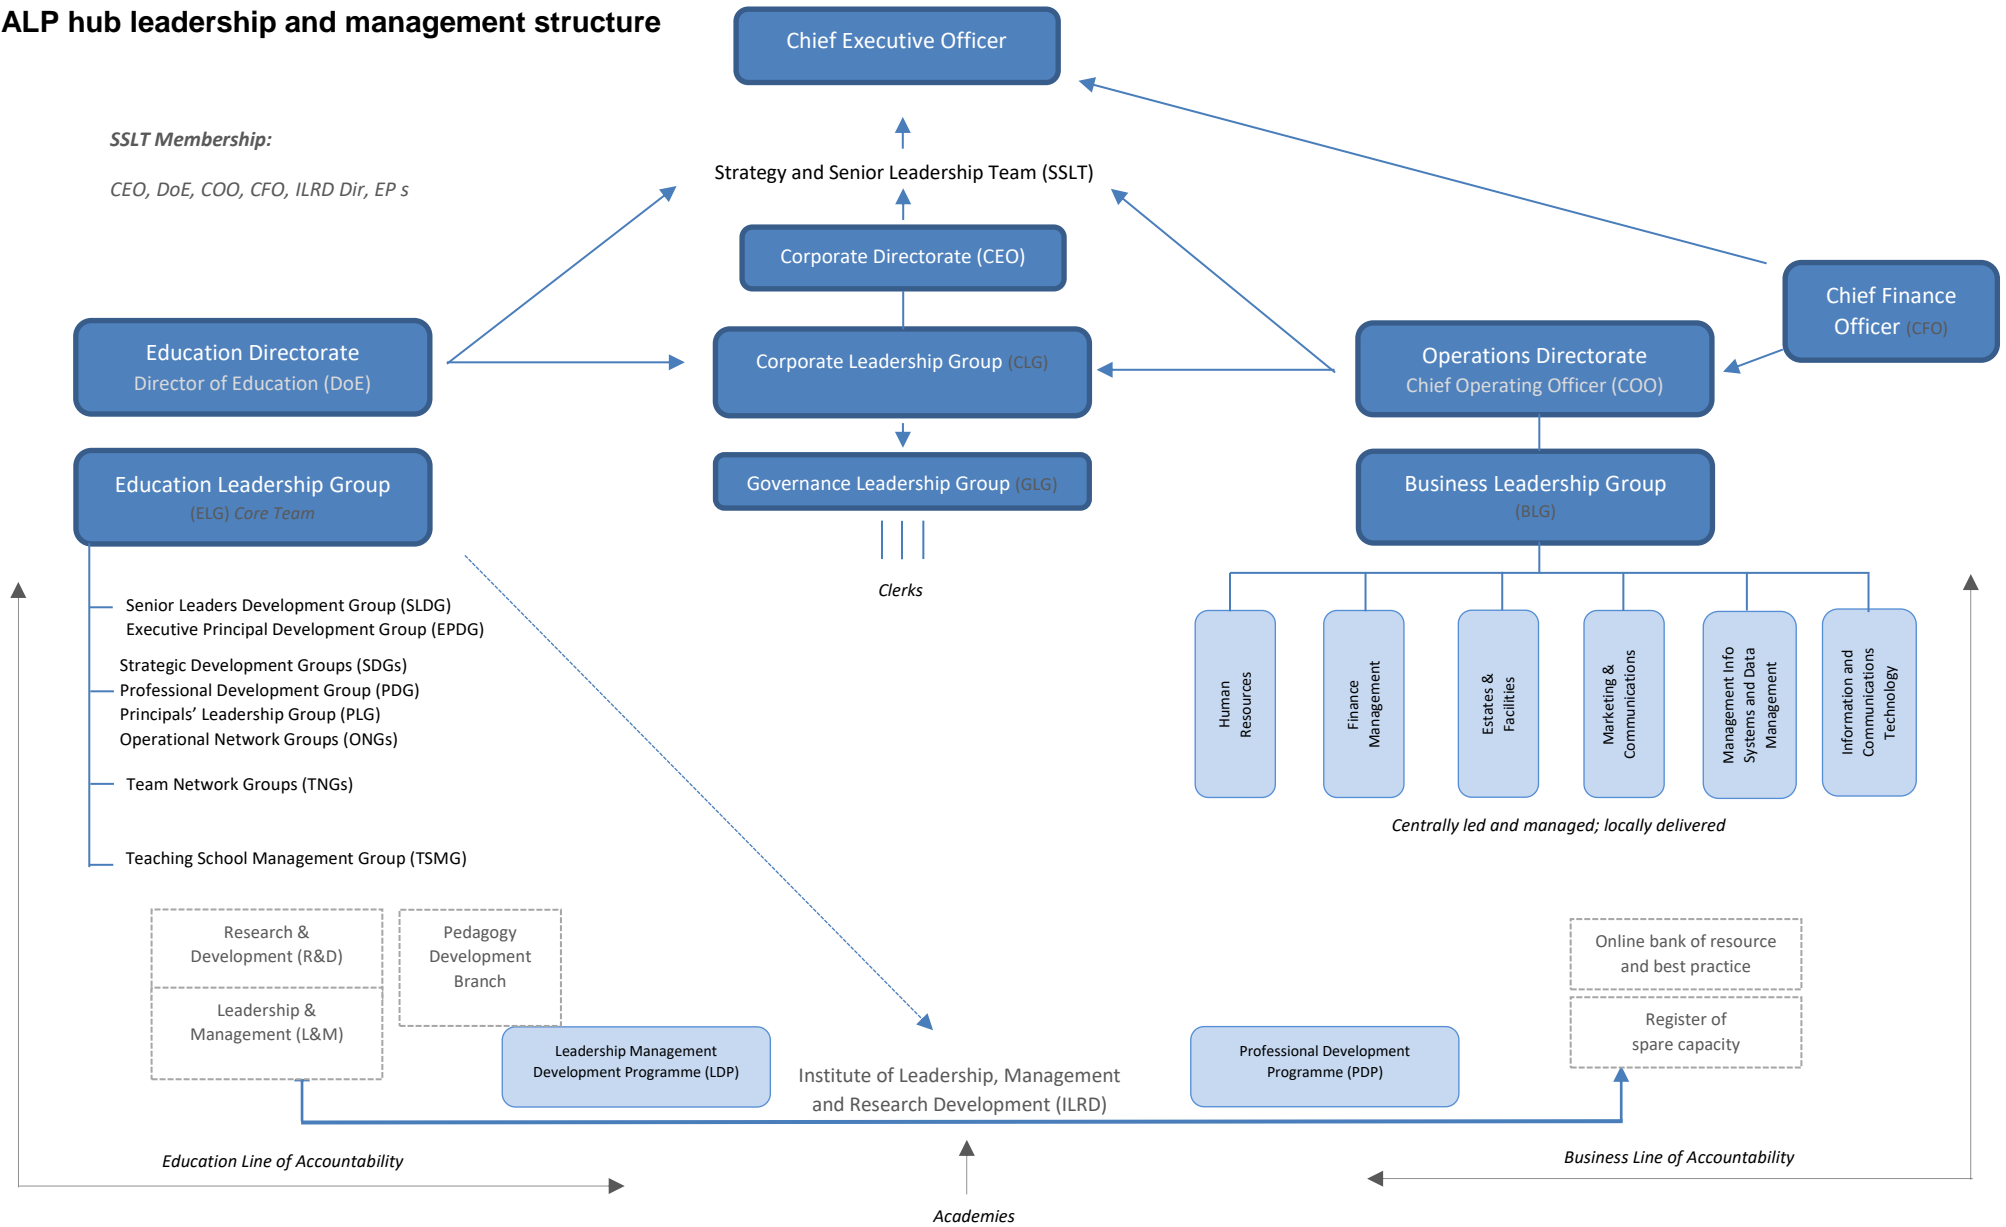 ALP hub leadership and management structure
Chief Executive Officer
SSLT Membership:
CEO, DoE, COO, CFO, ILRD Dir, EP s
Strategy and Senior Leadership Team (SSLT)
Corporate Directorate (CEO)
Chief Finance
Officer (CFO)
Education Directorate
Director of Education (DoE)
Corporate Leadership Group (CLG)
Operations Directorate
Chief Operating Officer (COO)
Education Leadership Group
(ELG) Core Team
Governance Leadership Group (GLG)
Business Leadership Group
(BLG)
Clerks
Senior Leaders Development Group (SLDG)
Executive Principal Development Group (EPDG)
Strategic Development Groups (SDGs)
Professional Development Group (PDG)
Principals’ Leadership Group (PLG)
Operational Network Groups (ONGs)
Team Network Groups (TNGs)
Teaching School Management Group (TSMG)
Human
Resources
Finance
Management
Estates &
Facilities
Marketing &
Communications
Management Info
Systems and Data
Management
Information and
Communications
Technology
Centrally led and managed; locally delivered
Research &
Development (R&D)
Leadership &
Management (L&M)
Pedagogy
Development
Branch
Leadership Management
Development Programme (LDP)
Institute of Leadership, Management
and Research Development (ILRD)
Professional Development
Programme (PDP)
Online bank of resource
and best practice
Register of
spare capacity
Education Line of Accountability
Business Line of Accountability
Academies